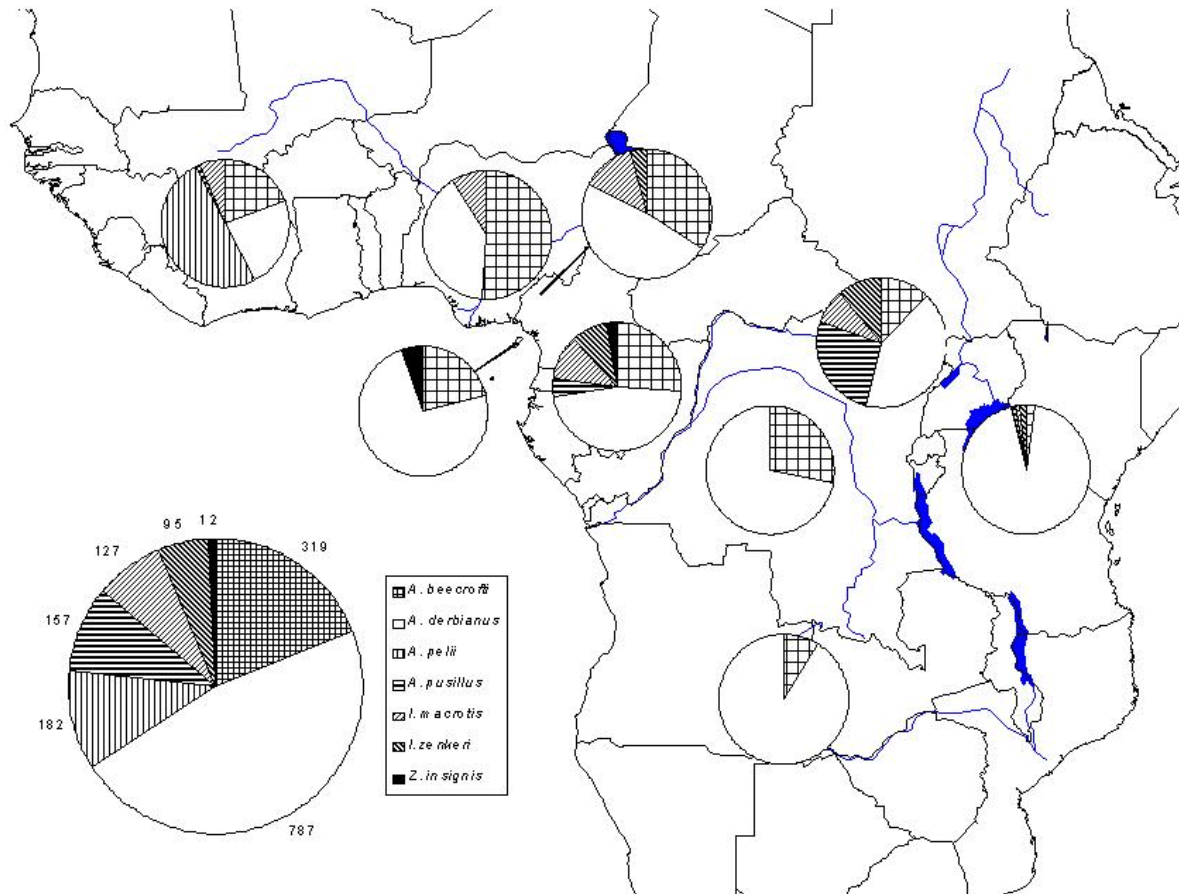 12
95
319
127
157
182
787
A. beecrofti
A. derbianus
A. pelii
A. pusillus
I. macrotis
I. zenkeri
Z. insignis